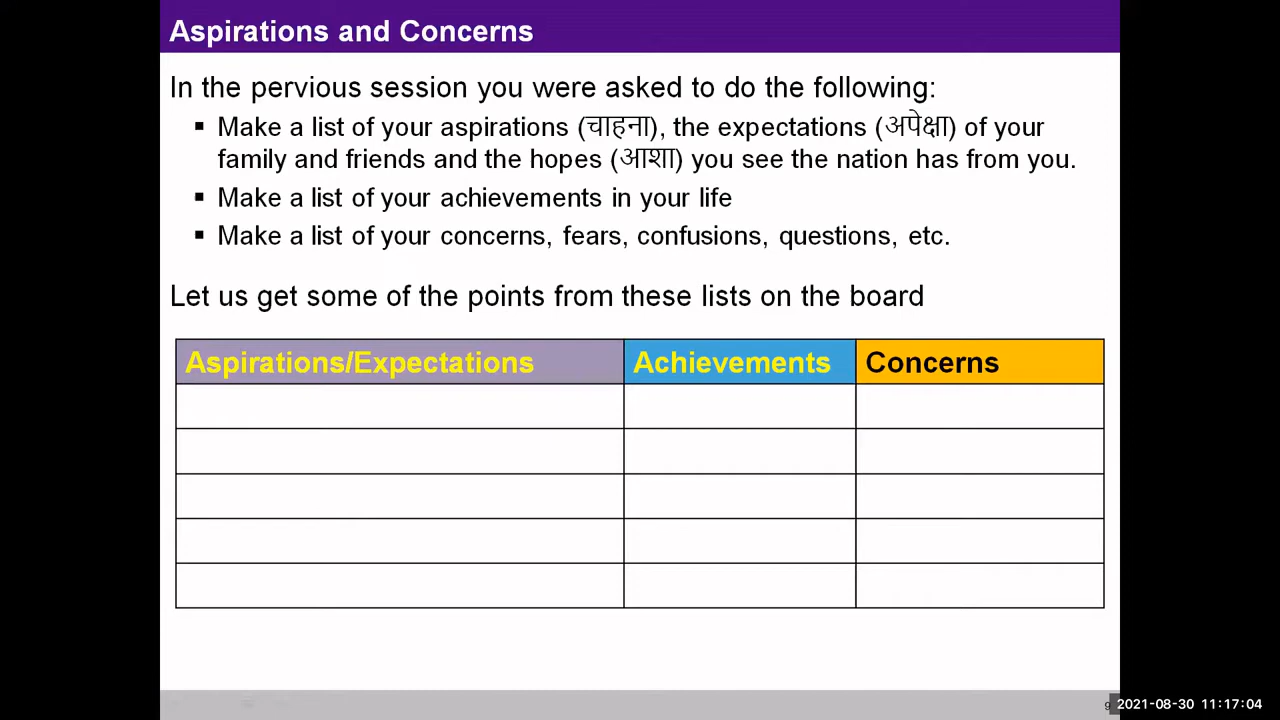 Aspirations and Concerns
In the pervious session you were asked to do the following:
▪ Make a list of your aspirations (चाहना), the expectations (अपेक्षा) of your
family and friends and the hopes (आशा) you see the nation has from you.
▪ Make a list of your achievements in your life
▪ Make a list of your concerns, fears, confusions, questions, etc.
Let us get some of the points from these lists on the board
Aspirations/Expectations Achievements Concerns
9 2021-08-30 11:17:04